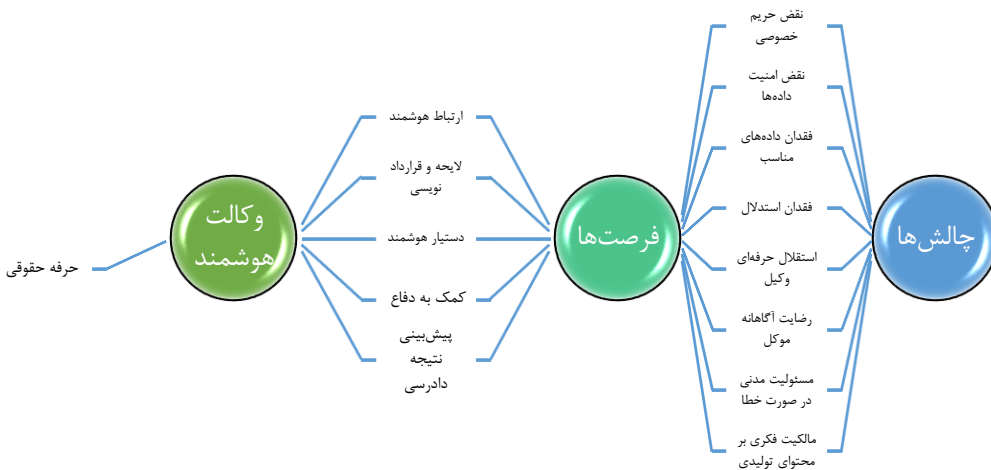 چالش‌ها
نقض حریم
خصوصی
نقض امنیت
داده‌ها
فقدان داده‌های
مناسب
فقدان استدلال
استقلال حرفه‌ای
وکیل
رضایت آگاهانه
موکل
مسئولیت مدنی
در صورت خطا
مالکیت فکری بر
محتوای تولیدی
فرصت‌ها
ارتباط هوشمند
لایحه و قرارداد
نویسی
دستیار هوشمند
کمک به دفاع
پیش‌بینی
نتیجه
دادرسی
وکالت
هوشمند
حرفه حقوقی